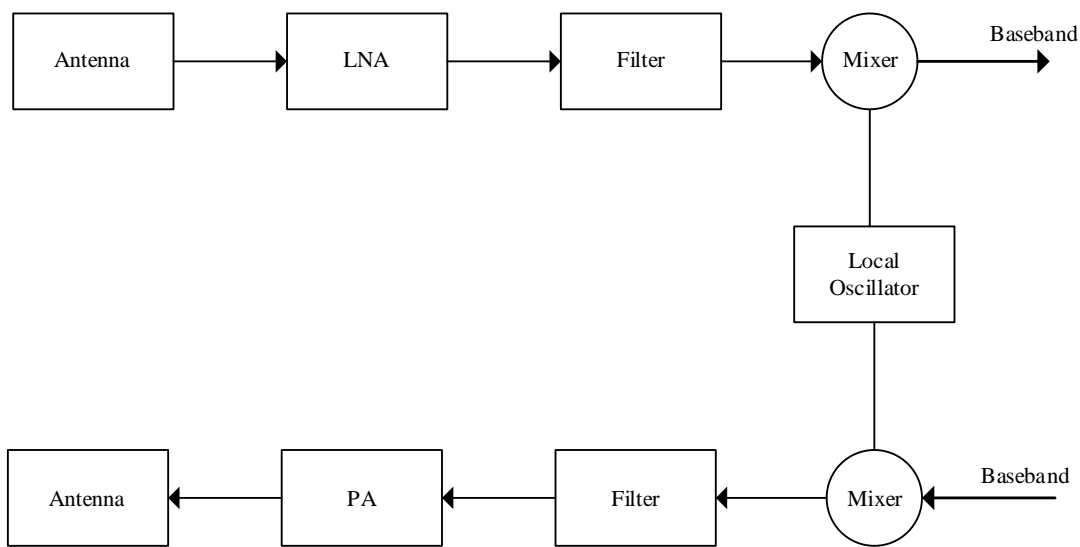 Antenna
LNA
Filter
Mixer
Baseband
Local
Oscillator
Antenna
PA
Filter
Mixer
Baseband